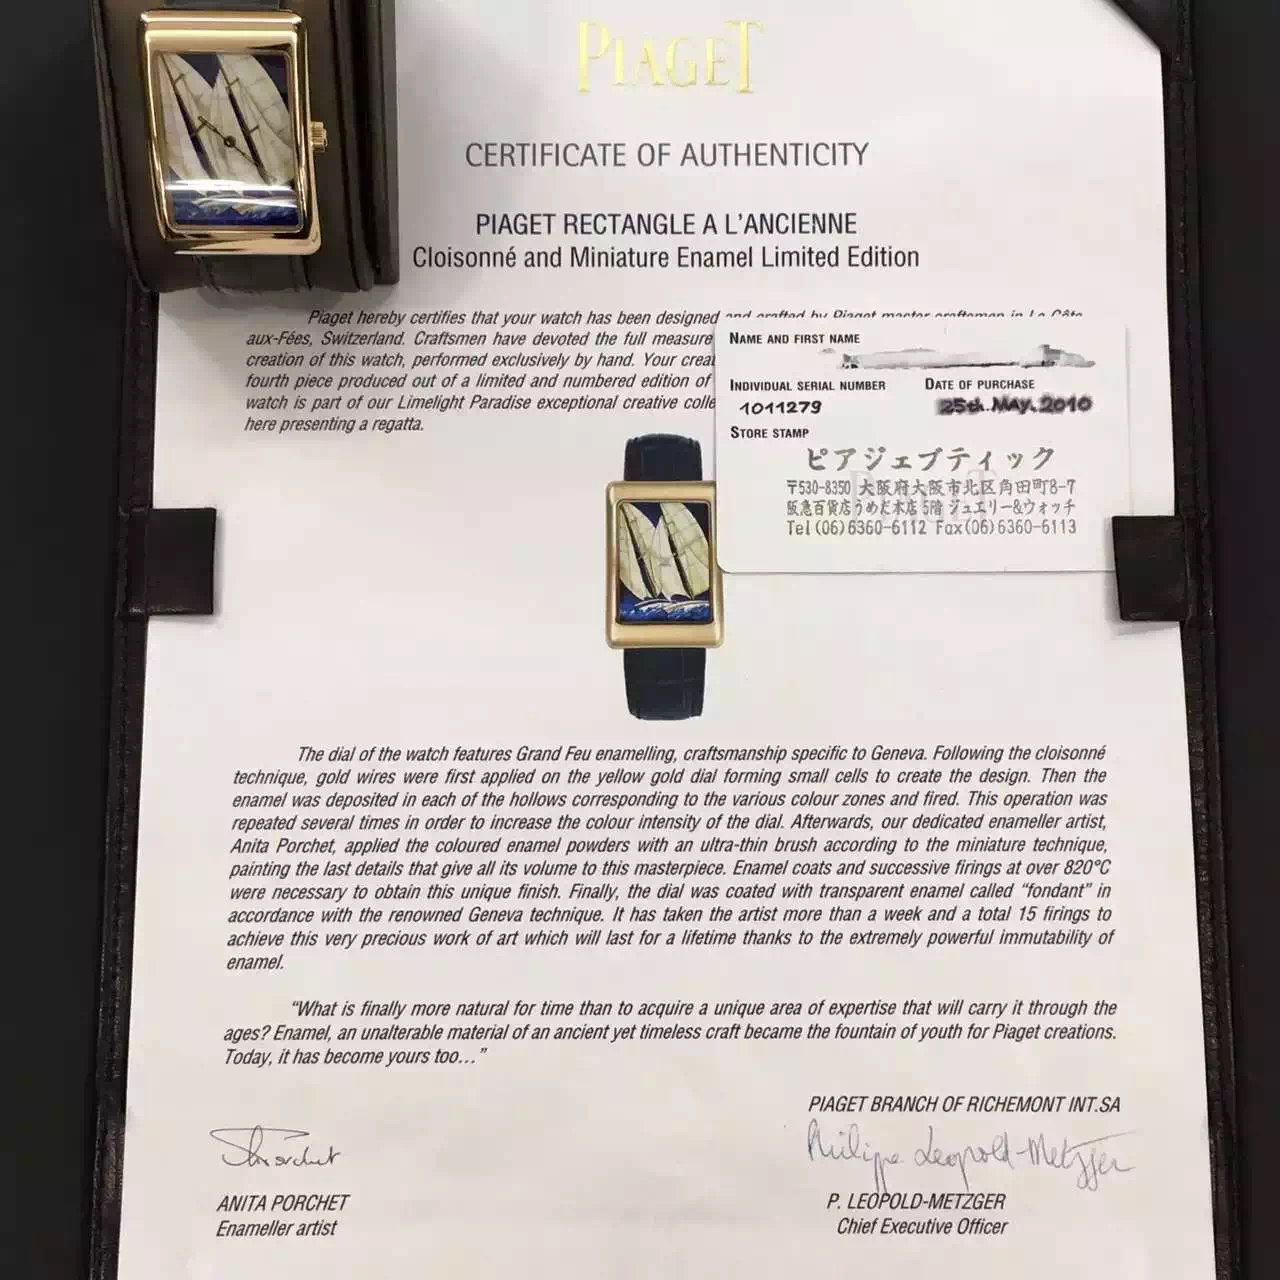 PIAGET
CERTIFICATE OF AUTHENTICITY
PIAGET RECTANGLE A L'ANCIENNE
Cloisonné and Miniature Enamel Limited Edition
Piaget hereby certifies that your watch has been designed and crafted by Piaget master craftsmen in La Côte
aux-Fées, Switzerland. Craftsmen have devoted the full measure
creation of this watch, performed exclusively by hand. Your
fourth piece produced out of a limited and numbered edition of
watch is part of our Limelight Paradise exceptional creative
here presenting a regatta.
NAME AND FIRST NAME
INDIVIDUAL SERIAL NUMBER DATE OF PURCHASE
1011279 25th.May.2010
STORE STAMP
ピアジェブティック
〒530-8350 大阪府大阪市北区角田町8-7
阪急百貨店うめだ本店 5階 ジュエリー&ウォッチ
Tel(06)6360-6112 Fax(06)6360-6113
The dial of the watch features Grand Feu enamelling, craftsmanship specific to Geneva. Following the cloisonné
technique, gold wires were first applied on the yellow gold dial forming small cells to create the design. Then the
enamel was deposited in each of the hollows corresponding to the various colour zones and fired. This operation was
repeated several times in order to increase the colour intensity of the dial. Afterwards, our dedicated enameller artist,
Anita Porchet, applied the coloured enamel powders with an ultra-thin brush according to the miniature technique,
painting the last details that give all its volume to this masterpiece. Enamel coats and successive firings at over 820°C
were necessary to obtain this unique finish. Finally, the dial was coated with transparent enamel called “fondant” in
accordance with the renowned Geneva technique. It has taken the artist more than a week and a total 15 firings to
achieve this very precious work of art which will last for a lifetime thanks to the extremely powerful immutability of
enamel.
“What is finally more natural for time than to acquire a unique area of expertise that will carry it through the
ages? Enamel, an unalterable material of an ancient yet timeless craft became the fountain of youth for Piaget creations.
Today, it has become yours too…”
PIAGET BRANCH OF RICHEMONT INT.SA
Philippe Leopold-Metzger
ANITA PORCHET
Enameller artist
P. LEOPOLD-METZGER
Chief Executive Officer